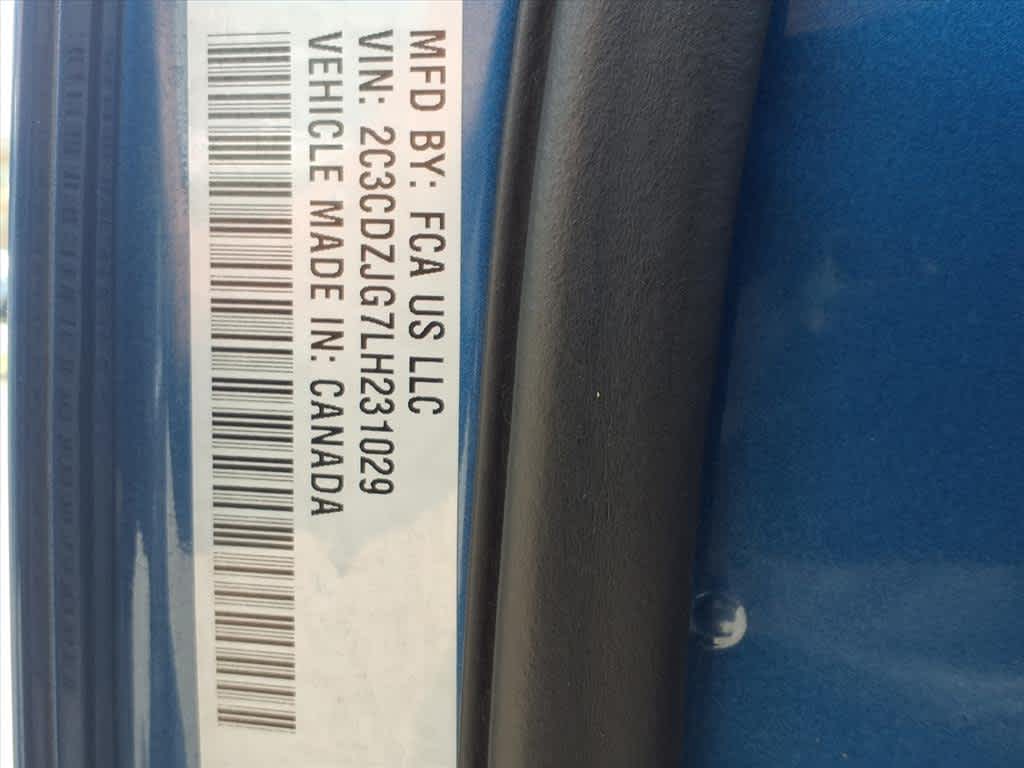 MFD BY: FCA US LLC
VIN: 2C3CDZJG7LH231029
VEHICLE MADE IN: CANADA